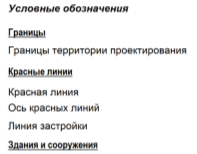 Условные обозначения
Границы
Границы территории проектирования
Красные линии
Красная линия
Ось красных линий
Линия застройки
Здания и сооружения